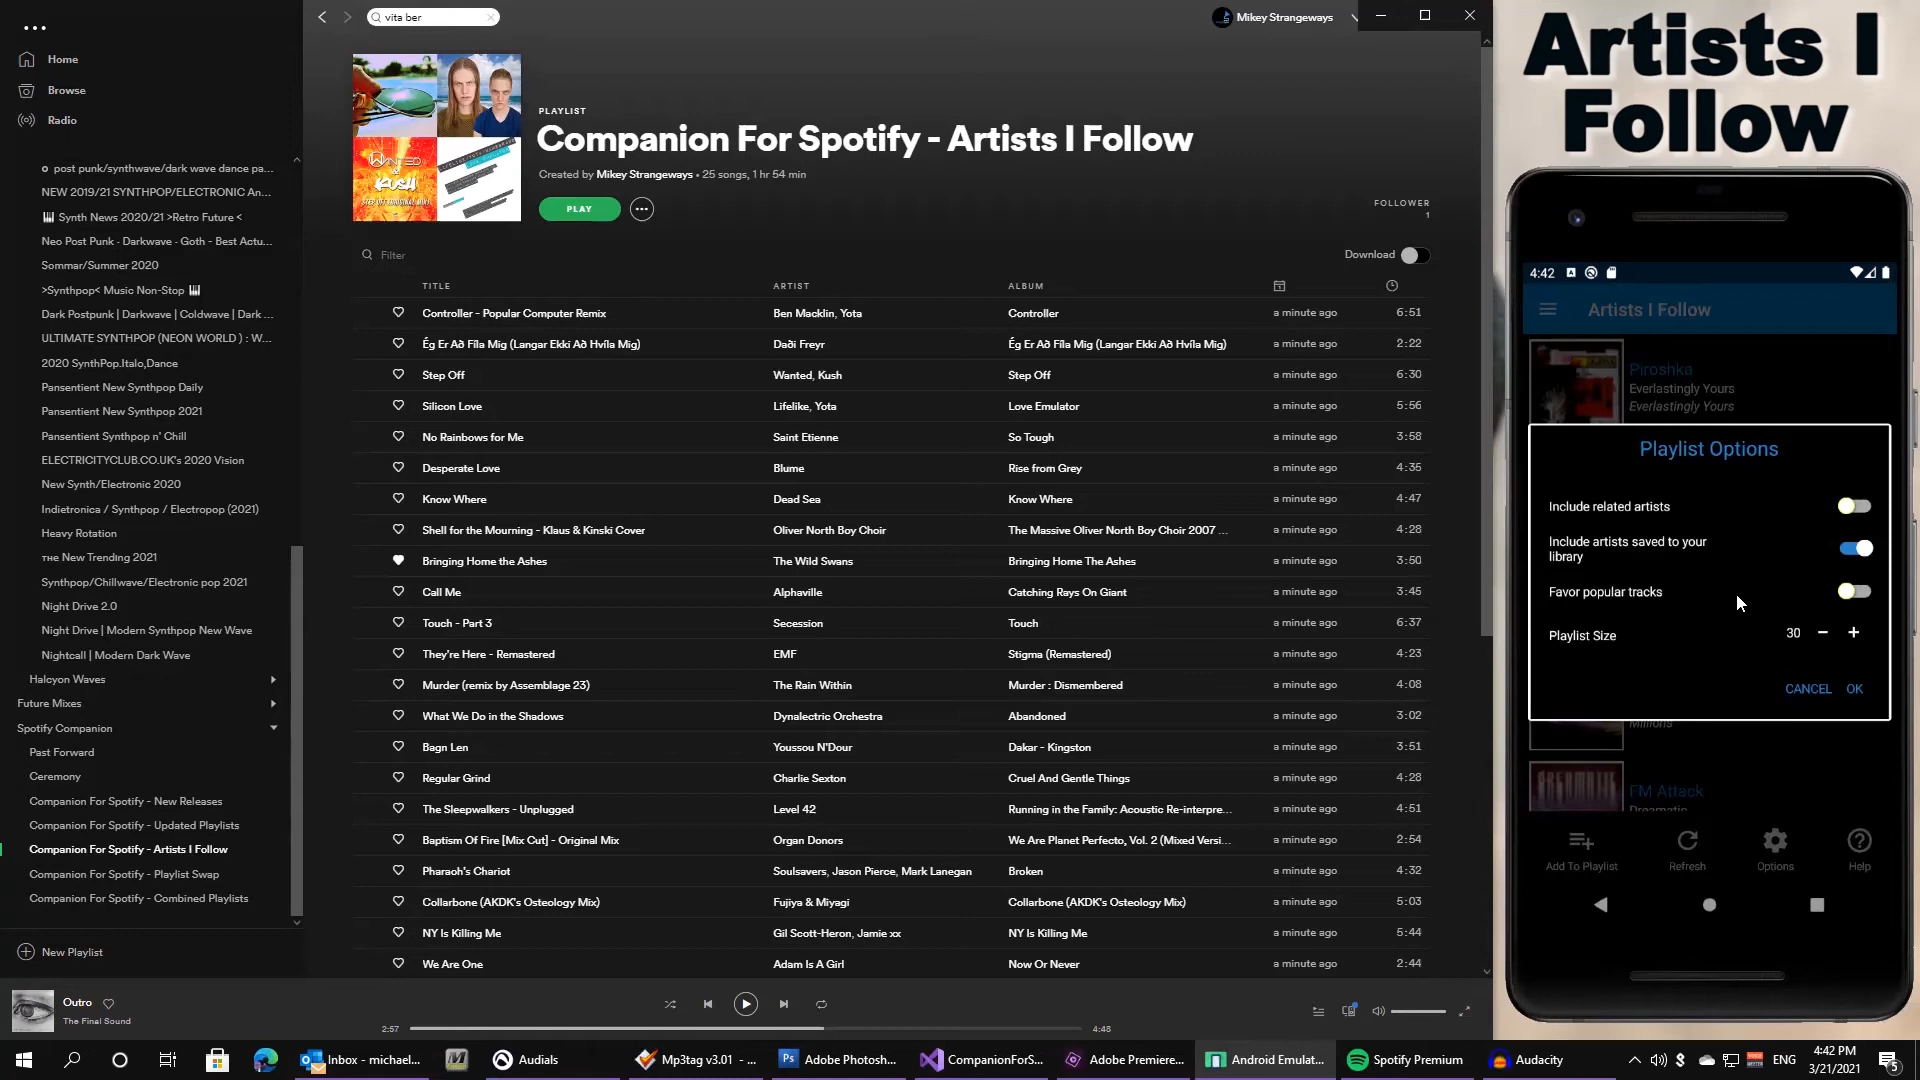 vita ber
Mikey Strangeways
Home
Browse
Radio
post punk/synthwave/dark wave dance pa...
NEW 2019/21 SYNTHPOP/ELECTRONIC An...
Synth News 2020/21 >Retro Future <
Neo Post Punk - Darkwave - Goth - Best Actu...
Sommar/Summer 2020
>Synthpop< Music Non-Stop
Dark Postpunk | Darkwave | Coldwave | Dark ...
ULTIMATE SYNTHPOP (NEON WORLD ) : W...
2020 SynthPop.Italo,Dance
Pansentient New Synthpop Daily
Pansentient New Synthpop 2021
Pansentient Synthpop n' Chill
ELECTRICITYCLUB.CO.UK's 2020 Vision
New Synth/Electronic 2020
Indietronica / Synthpop / Electropop (2021)
Heavy Rotation
тнe New Trendıng 2021
Synthpop/Chillwave/Electronic pop 2021
Night Drive 2.0
Night Drive | Modern Synthpop New Wave
Nightcall | Modern Dark Wave
Halcyon Waves
Future Mixes
Spotify Companion
Past Forward
Ceremony
Companion For Spotify - New Releases
Companion For Spotify - Updated Playlists
Companion For Spotify - Artists I Follow
Companion For Spotify - Playlist Swap
Companion For Spotify - Combined Playlists
New Playlist
PLAYLIST
Companion For Spotify - Artists I Follow
Created by Mikey Strangeways • 25 songs, 1 hr 54 min
PLAY
FOLLOWER
1
Filter
Download
TITLE ARTIST ALBUM
Controller - Popular Computer Remix Ben Macklin, Yota Controller a minute ago 6:51
Ég Er Að Fíla Mig (Langar Ekki Að Hvíla Mig) Daði Freyr Ég Er Að Fíla Mig (Langar Ekki Að Hvíla Mig) a minute ago 2:22
Step Off Wanted, Kush Step Off a minute ago 6:30
Silicon Love Lifelike, Yota Love Emulator a minute ago 5:56
No Rainbows for Me Saint Etienne So Tough a minute ago 3:58
Desperate Love Blume Rise from Grey a minute ago 4:35
Know Where Dead Sea Know Where a minute ago 4:47
Shell for the Mourning - Klaus & Kinski Cover Oliver North Boy Choir The Massive Oliver North Boy Choir 2007 ... a minute ago 4:28
Bringing Home the Ashes The Wild Swans Bringing Home The Ashes a minute ago 3:50
Call Me Alphaville Catching Rays On Giant a minute ago 3:45
Touch - Part 3 Secession Touch a minute ago 6:37
They're Here - Remastered EMF Stigma (Remastered) a minute ago 4:23
Murder (remix by Assemblage 23) The Rain Within Murder : Dismembered a minute ago 4:08
What We Do in the Shadows Dynalectric Orchestra Abandoned a minute ago 3:02
Bagn Len Youssou N'Dour Dakar - Kingston a minute ago 3:51
Regular Grind Charlie Sexton Cruel And Gentle Things a minute ago 4:28
The Sleepwalkers - Unplugged Level 42 Running in the Family: Acoustic Re-interpre... a minute ago 4:51
Baptism Of Fire [Mix Cut] - Original Mix Organ Donors We Are Planet Perfecto, Vol. 2 (Mixed Versi... a minute ago 2:54
Pharaoh's Chariot Soulsavers, Jason Pierce, Mark Lanegan Broken a minute ago 4:32
Collarbone (AKDK's Osteology Mix) Fujiya & Miyagi Collarbone (AKDK's Osteology Mix) a minute ago 5:03
NY Is Killing Me Gil Scott-Heron, Jamie xx NY Is Killing Me a minute ago 5:44
We Are One Adam Is A Girl Now Or Never a minute ago 2:44
Outro
The Final Sound
2:57
4:48
Artists I
Follow
4:42
Artists I Follow
Piroshka
Everlastingly Yours
Everlastingly Yours
Playlist Options
Include related artists
Include artists saved to your
library
Favor popular tracks
Playlist Size 30 − +
CANCEL OK
Millions
FM Attack
Dreamatic
Add To Playlist Refresh Options Help
Inbox - michael... Audials Mp3tag v3.01 - ... Adobe Photosh... CompanionForS... Adobe Premiere... Android Emulat... Spotify Premium Audacity ENG
4:42 PM
3/21/2021
5